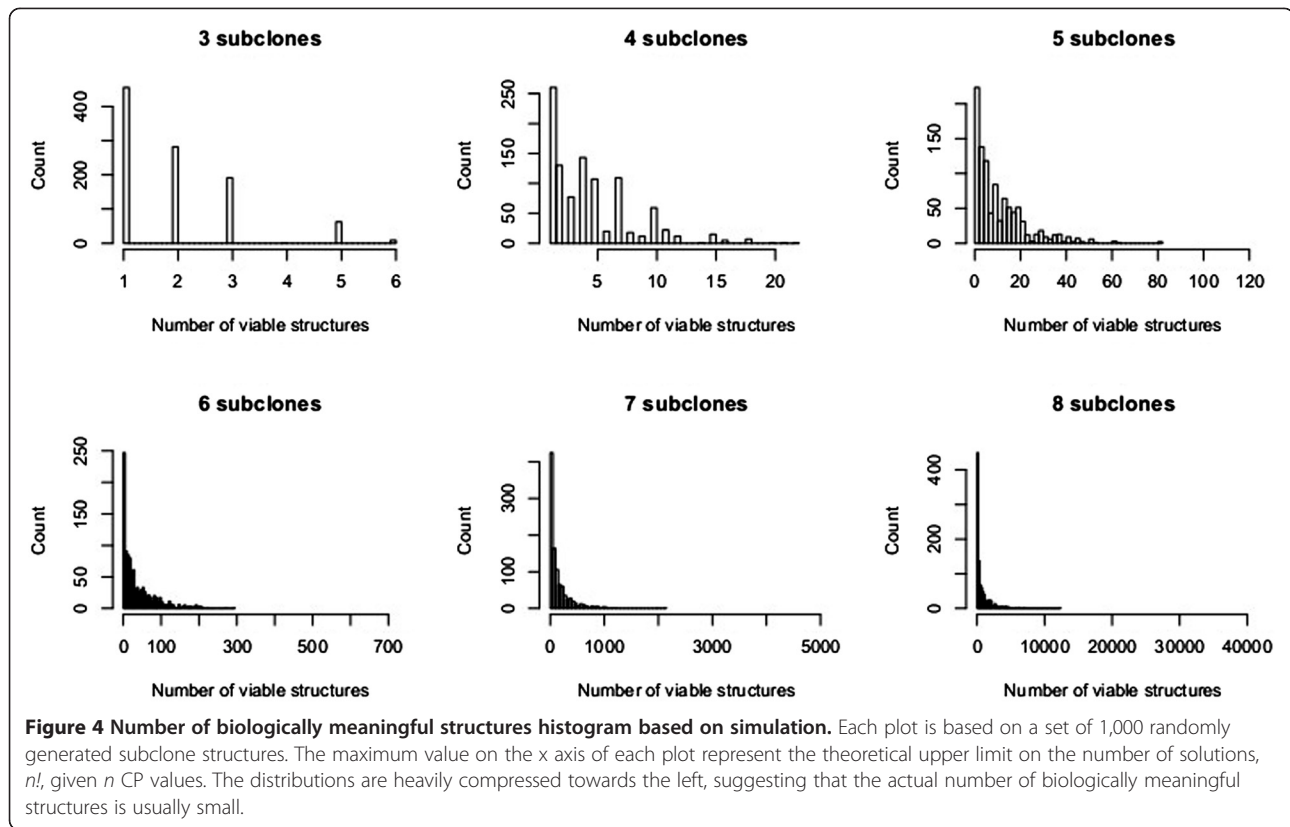 3 subclones
Count
0
200
400
1 2 3 4 5 6
Number of viable structures
4 subclones
Count
0
50
150
250
5 10 15 20
Number of viable structures
5 subclones
Count
0
50
150
0 20 40 60 80 120
Number of viable structures
6 subclones
Count
0
50
150
250
0 100 300 500 700
Number of viable structures
7 subclones
Count
0
100
300
0 1000 3000 5000
Number of viable structures
8 subclones
Count
0
200
400
0 10000 20000 30000 40000
Number of viable structures
Figure 4 Number of biologically meaningful structures histogram based on simulation. Each plot is based on a set of 1,000 randomly
generated subclone structures. The maximum value on the x axis of each plot represent the theoretical upper limit on the number of solutions,
n!, given n CP values. The distributions are heavily compressed towards the left, suggesting that the actual number of biologically meaningful
structures is usually small.